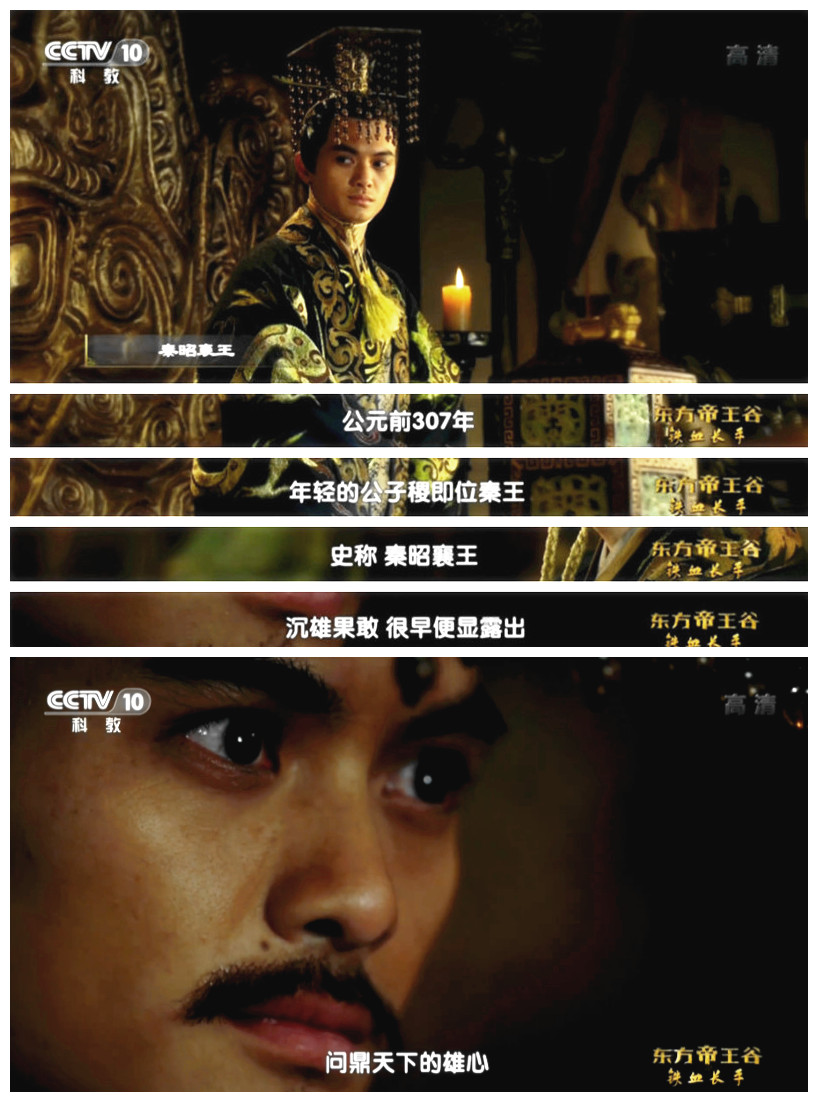 CCTV 10
科教
高清
秦昭襄王
公元前307年
东方帝王谷
铁血长平
年轻的公子稷即位秦王
东方帝王谷
铁血长平
史称 秦昭襄王
东方帝王谷
铁血长平
沉雄果敢 很早便显露出
东方帝王谷
铁血长平
CCTV 10
科教
高清
问鼎天下的雄心
东方帝王谷
铁血长平